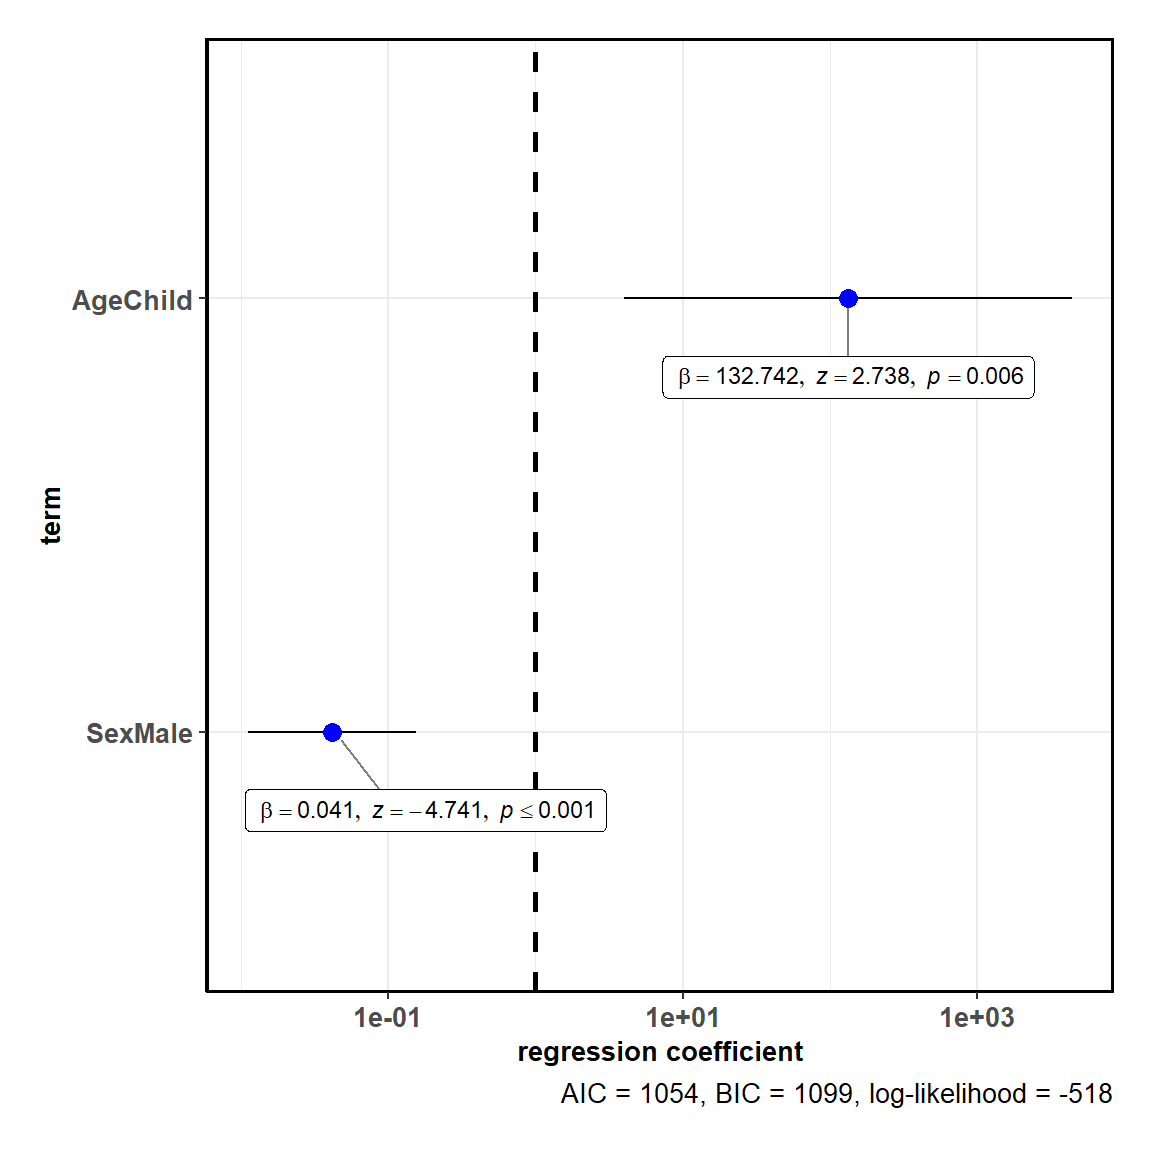 AgeChild
β = 132.742, z = 2.738, p = 0.006
term
SexMale
β = 0.041, z = −4.741, p ≤ 0.001
1e-01 1e+01 1e+03
regression coefficient
AIC = 1054, BIC = 1099, log-likelihood = -518